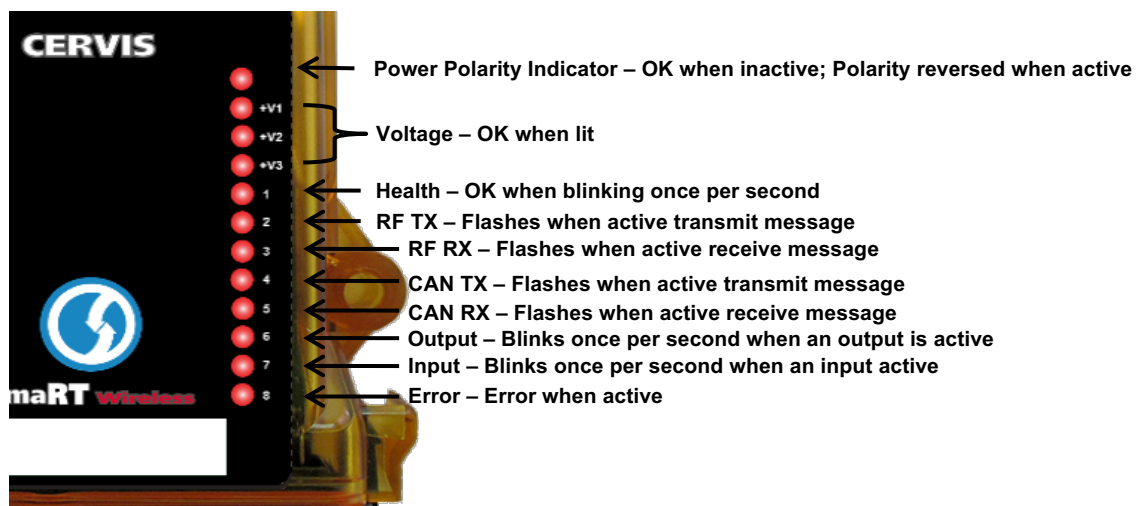 CERVIS
Power Polarity Indicator – OK when inactive; Polarity reversed when active
+V1
+V2
Voltage – OK when lit
+V3
1
Health – OK when blinking once per second
2
RF TX – Flashes when active transmit message
3
RF RX – Flashes when active receive message
4
CAN TX – Flashes when active transmit message
5
CAN RX – Flashes when active receive message
6
Output – Blinks once per second when an output is active
7
Input – Blinks once per second when an input active
maRT Wireless
8
Error – Error when active